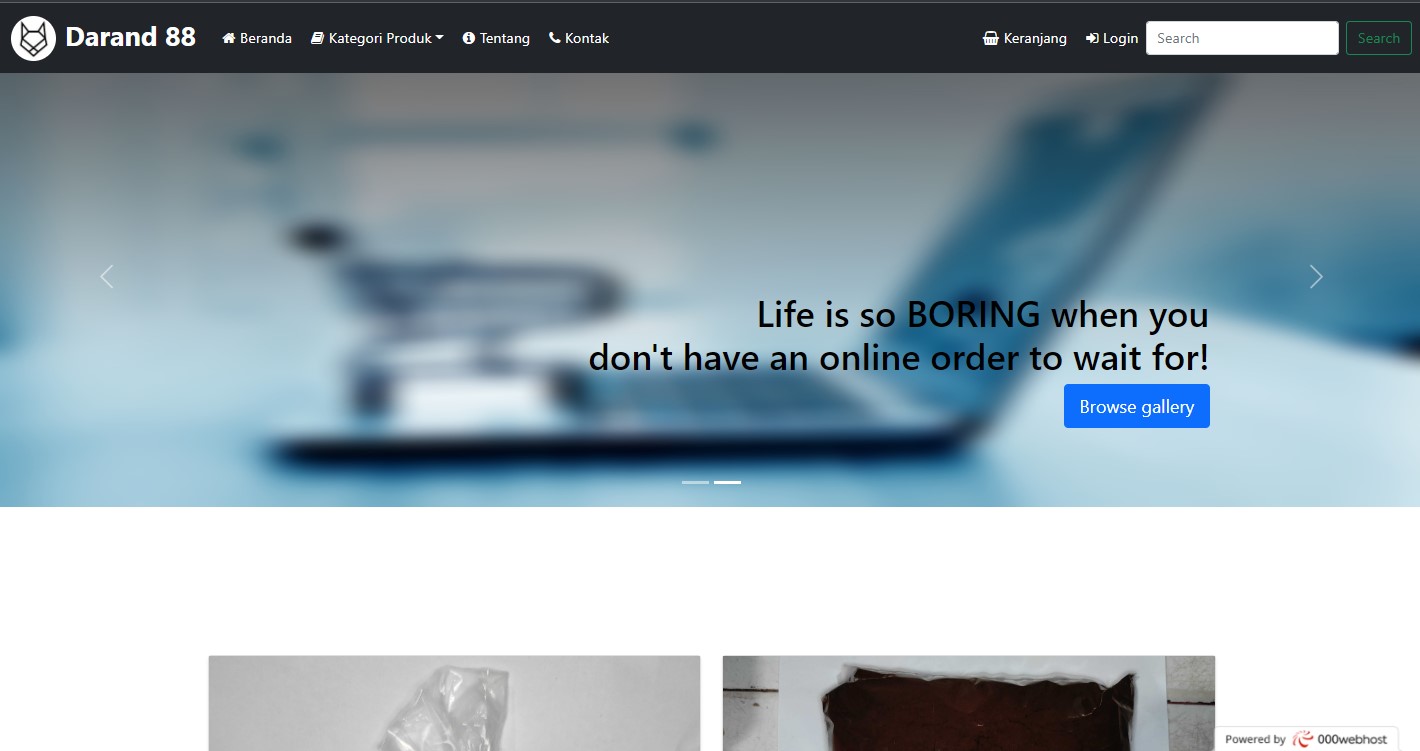 Darand 88
Beranda
Kategori Produk
Tentang
Kontak
Keranjang
Login
Search
Search
Life is so BORING when you
don't have an online order to wait for!
Browse gallery
Powered by 000webhost